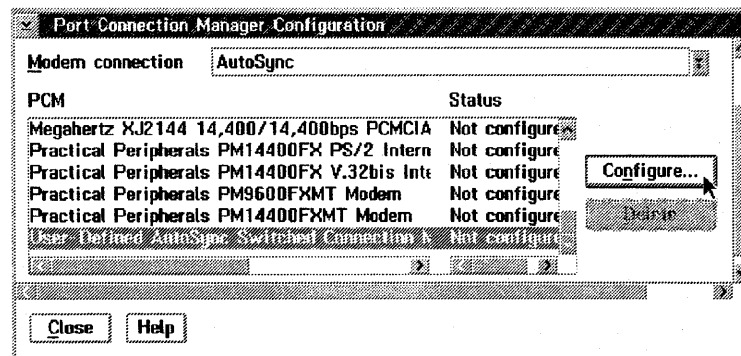 Port Connection Manager Configuration
Modem connection AutoSync
PCM Status
Megahertz XJ2144 14,400/14,400bps PCMCIA Not configure
Practical Peripherals PM14400FX PS/2 Intern Not configure
Practical Peripherals PM14400FX V.32bis Inte Not configure
Practical Peripherals PM9600FXMT Modem Not configure
Practical Peripherals PM14400FXMT Modem Not configure
User Defined AutoSync Switched Connection M Not configure
Configure...
Delete
Close Help